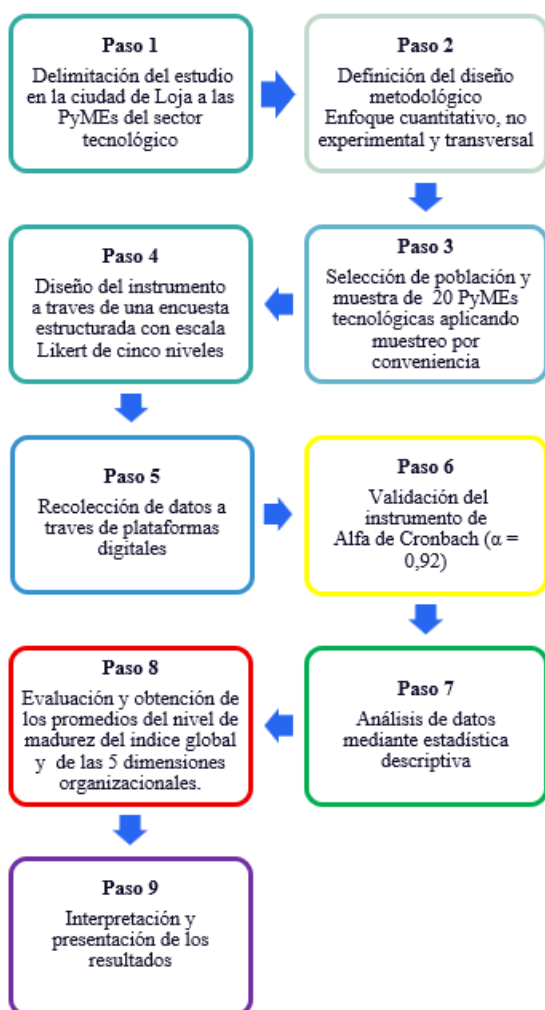 Paso 1
Delimitación del estudio
en la ciudad de Loja a las
PyMEs del sector
tecnológico
Paso 2
Definición del diseño
metodológico
Enfoque cuantitativo, no
experimental y transversal
Paso 3
Selección de población y
muestra de 20 PyMEs
tecnológicas aplicando
muestreo por
conveniencia
Paso 4
Diseño del instrumento
a traves de una encuesta
estructurada con escala
Likert de cinco niveles
Paso 5
Recolección de datos a
traves de plataformas
digitales
Paso 6
Validación del
instrumento de
Alfa de Cronbach (α =
0,92)
Paso 7
Análisis de datos
mediante estadística
descriptiva
Paso 8
Evaluación y obtención de
los promedios del nivel de
madurez del indice global
y de las 5 dimensiones
organizacionales.
Paso 9
Interpretación y
presentación de los
resultados